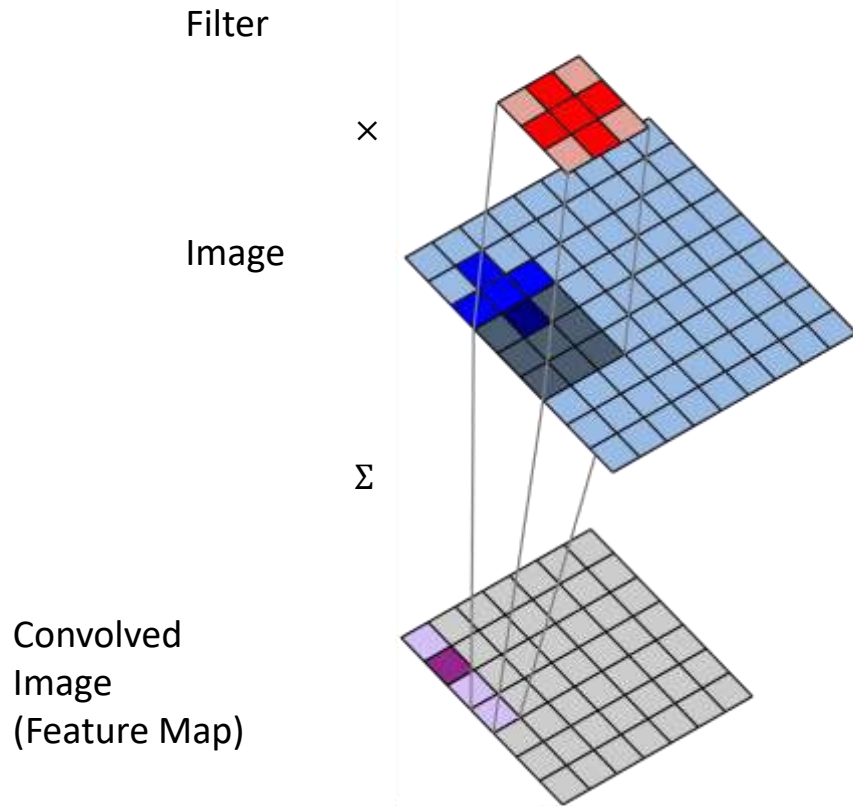 Filter
×
Image
Σ
Convolved
Image
(Feature Map)